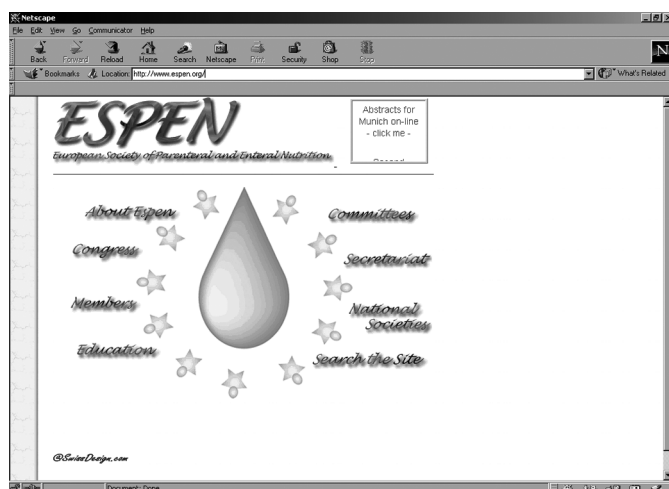 Netscape
File Edit View Go Communicator Help
Back Forward Reload Home Search Netscape Print Security Shop Stop
Bookmarks Location: http://www.espen.org/ What's Related
N
ESPEN
European Society of Parenteral and Enteral Nutrition
Abstracts for
Munich on-line
- click me -
About Espen
Congress
Members
Education
Committees
Secretariat
National
Societies
Search the Site
@SwissDesign.com
Document: Done